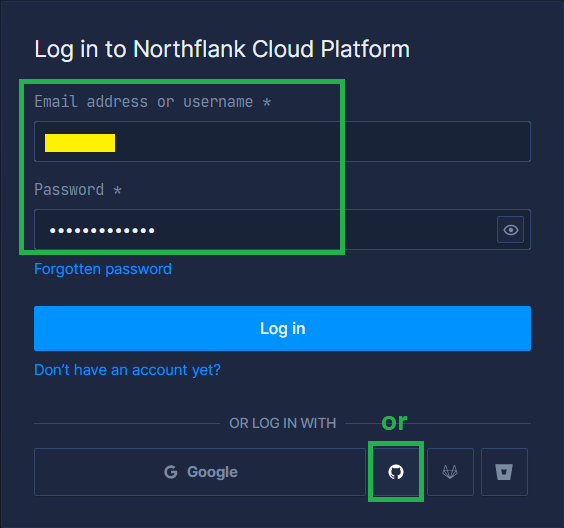 Log in to Northflank Cloud Platform
Email address or username *
Password *
•••••••••••••
Forgotten password
Log in
Don't have an account yet?
or
OR LOG IN WITH
Google